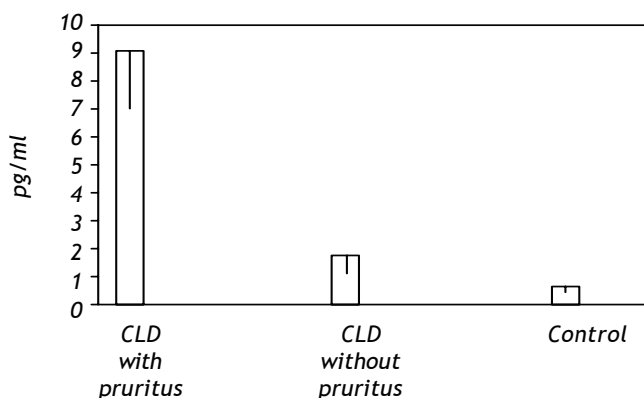 10
9
8
7
6
5
4
3
2
1
0
pg/ml
CLD
with
pruritus
CLD
without
pruritus
Control